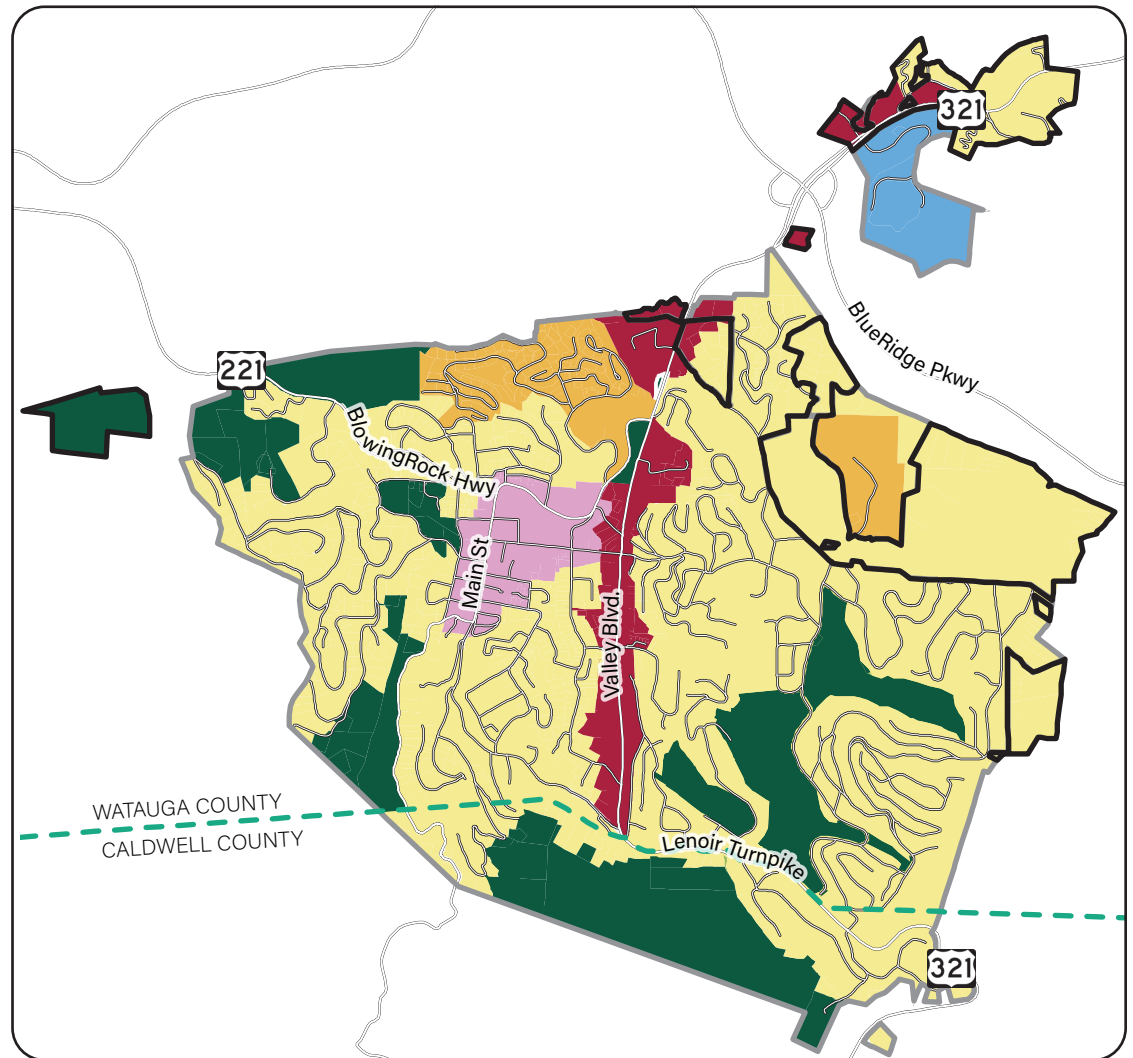 321
BlueRidge Pkwy
221
BlowingRock Hwy
Main St
Valley Blvd.
WATAUGA COUNTY
CALDWELL COUNTY
Lenoir Turnpike
321